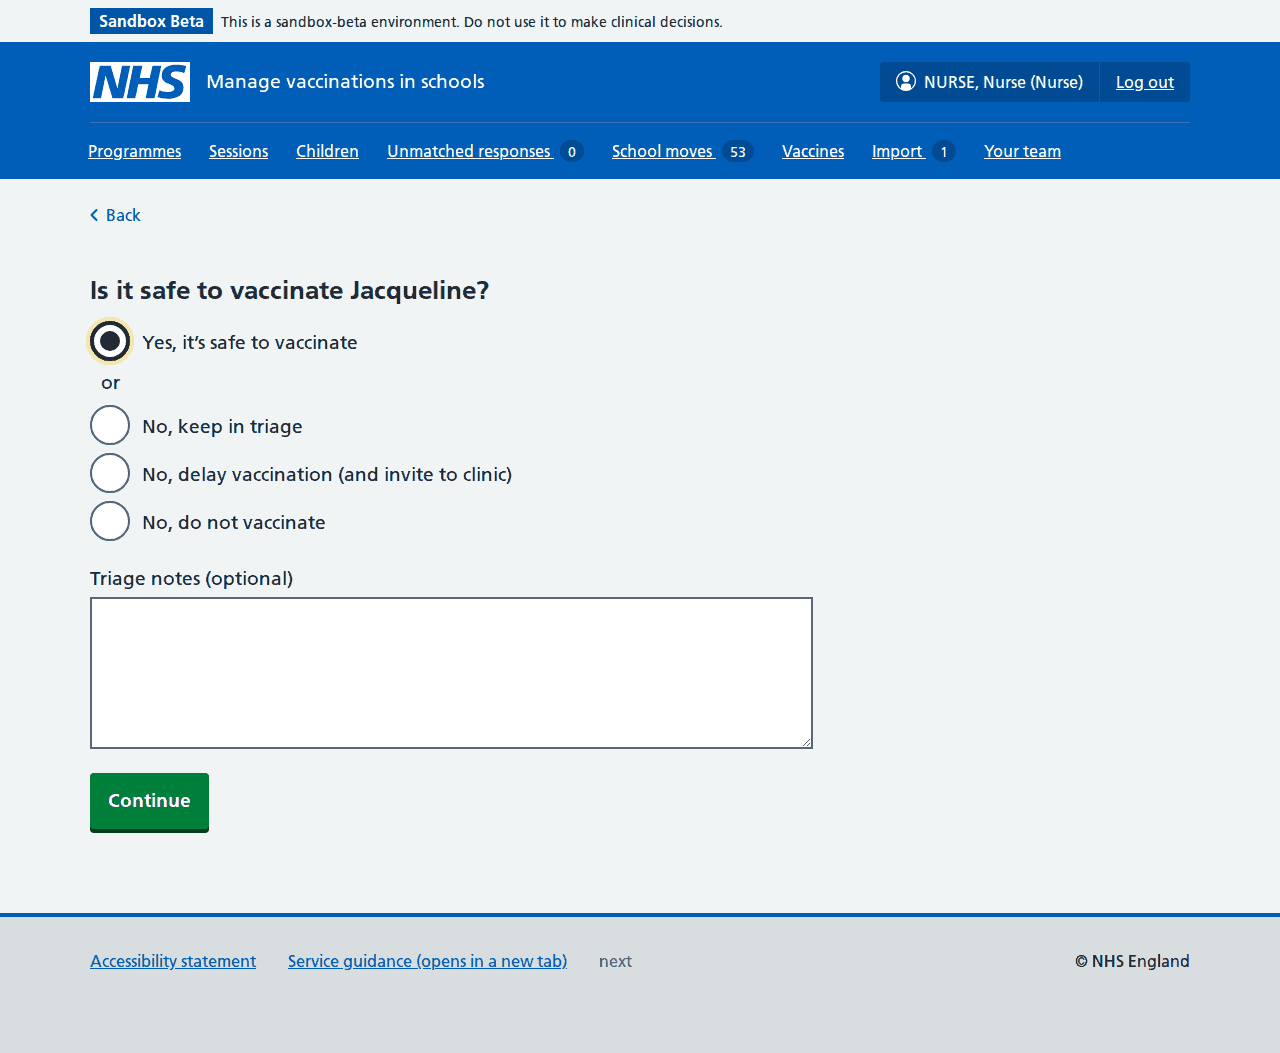 Sandbox Beta This is a sandbox-beta environment. Do not use it to make clinical decisions.
NHS Manage vaccinations in schools NURSE, Nurse (Nurse) Log out
Programmes Sessions Children Unmatched responses 0 School moves 53 Vaccines Import 1 Your team
Back
Is it safe to vaccinate Jacqueline?
Yes, it’s safe to vaccinate
or
No, keep in triage
No, delay vaccination (and invite to clinic)
No, do not vaccinate
Triage notes (optional)
Continue
Accessibility statement Service guidance (opens in a new tab) next © NHS England